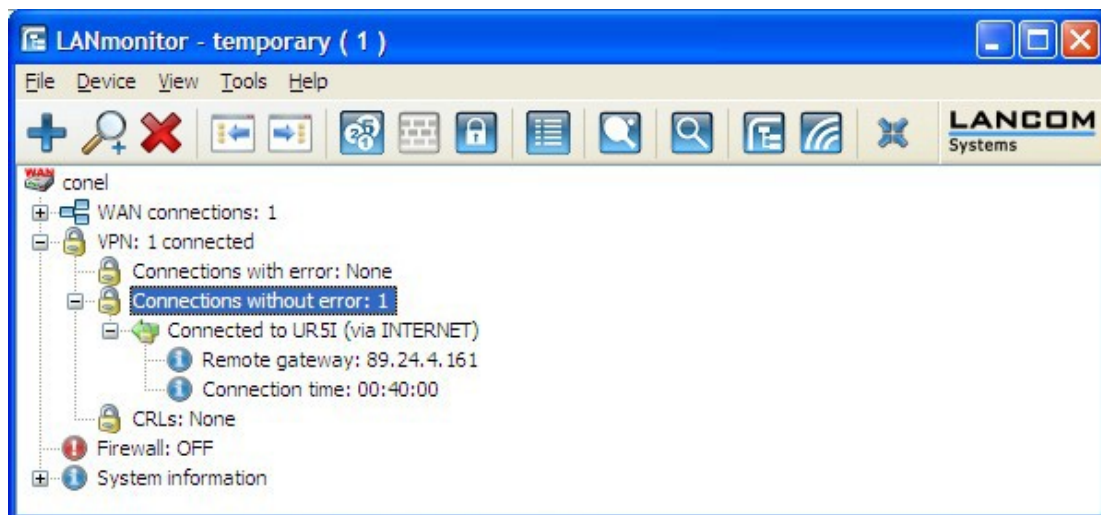 LANmonitor - temporary ( 1 )
File Device View Tools Help
LANCOM
Systems
WAN
conel
WAN connections: 1
VPN: 1 connected
Connections with error: None
Connections without error: 1
Connected to UR5I (via INTERNET)
Remote gateway: 89.24.4.161
Connection time: 00:40:00
CRLs: None
Firewall: OFF
System information